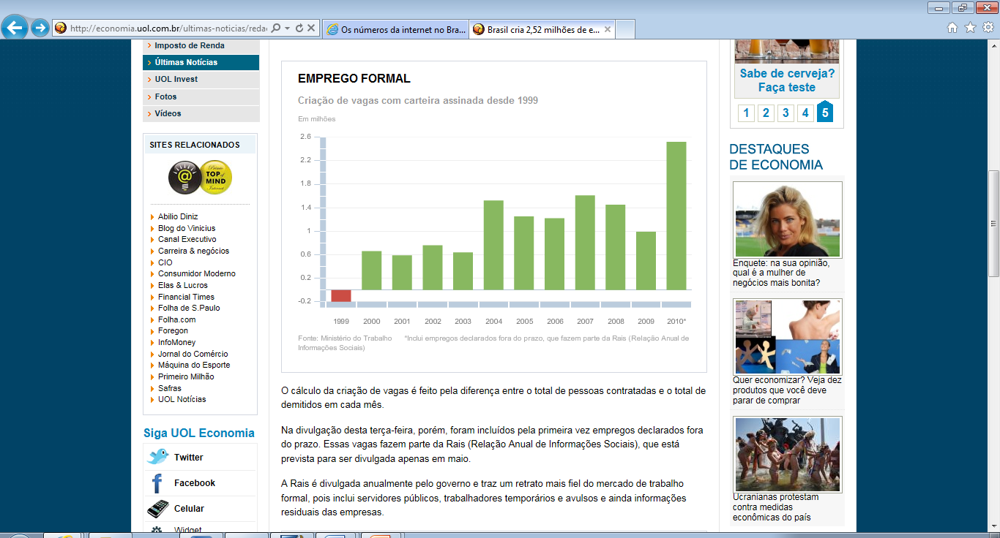 http://economia.uol.com.br/ultimas-noticias/redac
Os números da internet no Bra...
Brasil cria 2,52 milhões de e...
Imposto de Renda
Últimas Notícias
UOL Invest
Fotos
Vídeos
SITES RELACIONADOS
Prêmio
TOP of
MIND
Internet
Abilio Diniz
Blog do Vinicius
Canal Executivo
Carreira & negócios
CIO
Consumidor Moderno
Elas & Lucros
Financial Times
Folha de S.Paulo
Folha.com
Foregon
InfoMoney
Jornal do Comércio
Máquina do Esporte
Primeiro Milhão
Safras
UOL Notícias
Siga UOL Economia
Twitter
Facebook
Celular
Widget
EMPREGO FORMAL
Criação de vagas com carteira assinada desde 1999
Em milhões
2.6
2.2
1.8
1.4
1
0.6
0.2
-0.2
1999 2000 2001 2002 2003 2004 2005 2006 2007 2008 2009 2010*
Fonte: Ministério do Trabalho *Inclui empregos declarados fora do prazo, que fazem parte da Rais (Relação Anual de
Informações Sociais)
O cálculo da criação de vagas é feito pela diferença entre o total de pessoas contratadas e o total de
demitidos em cada mês.
Na divulgação desta terça-feira, porém, foram incluídos pela primeira vez empregos declarados fora
do prazo. Essas vagas fazem parte da Rais (Relação Anual de Informações Sociais), que está
prevista para ser divulgada apenas em maio.
A Rais é divulgada anualmente pelo governo e traz um retrato mais fiel do mercado de trabalho
formal, pois inclui servidores públicos, trabalhadores temporários e avulsos e ainda informações
residuais das empresas.
Sabe de cerveja?
Faça teste
1 2 3 4 5
DESTAQUES
DE ECONOMIA
Enquete: na sua opinião,
qual é a mulher de
negócios mais bonita?
Quer economizar? Veja dez
produtos que você deve
parar de comprar
Ucranianas protestam
contra medidas
econômicas do país